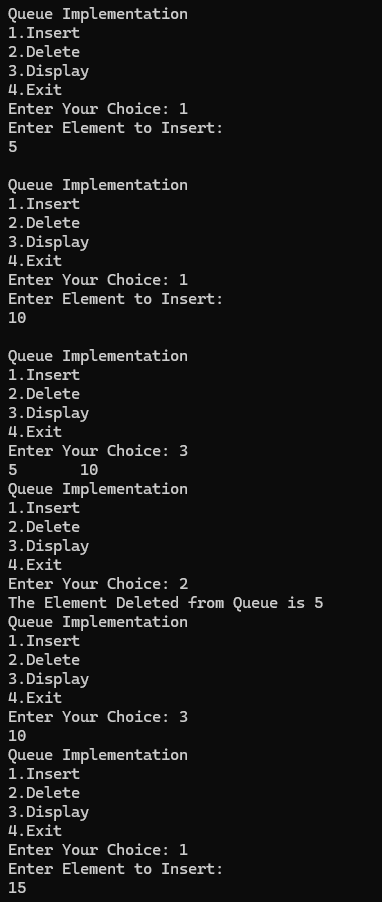 Queue Implementation
1.Insert
2.Delete
3.Display
4.Exit
Enter Your Choice: 1
Enter Element to Insert:
5
Queue Implementation
1.Insert
2.Delete
3.Display
4.Exit
Enter Your Choice: 1
Enter Element to Insert:
10
Queue Implementation
1.Insert
2.Delete
3.Display
4.Exit
Enter Your Choice: 3
5       10
Queue Implementation
1.Insert
2.Delete
3.Display
4.Exit
Enter Your Choice: 2
The Element Deleted from Queue is 5
Queue Implementation
1.Insert
2.Delete
3.Display
4.Exit
Enter Your Choice: 3
10
Queue Implementation
1.Insert
2.Delete
3.Display
4.Exit
Enter Your Choice: 1
Enter Element to Insert:
15